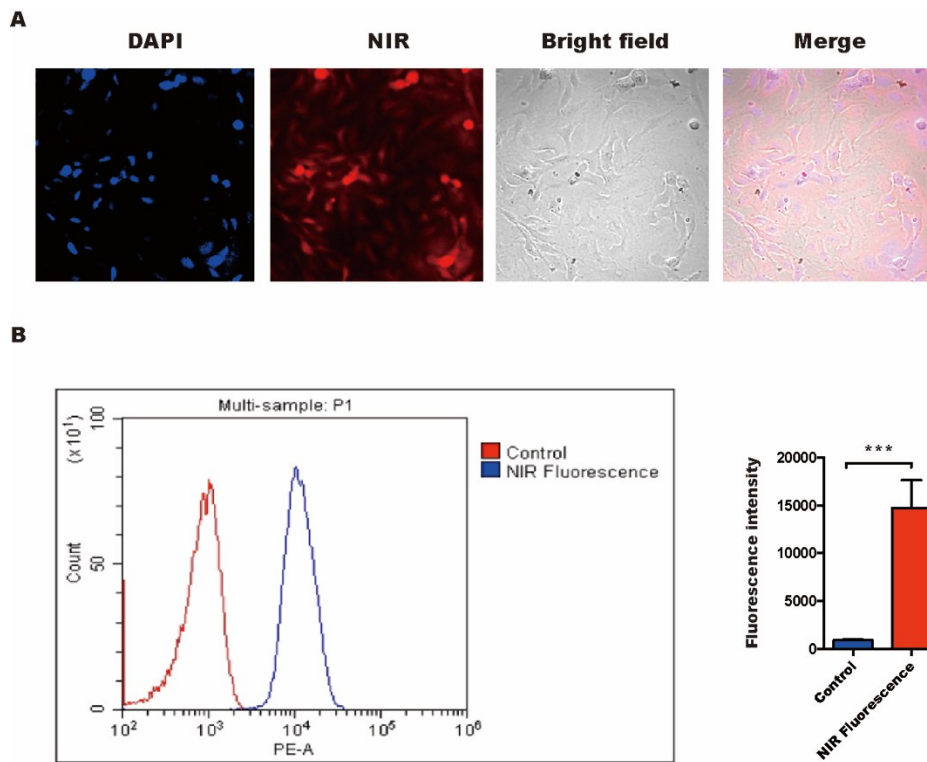 A
DAPI NIR Bright field Merge
B
Multi-sample: P1
(x10¹)
100
50
0
Count
10² 10³ 10⁴ 10⁵ 10⁶
PE-A
Control
NIR Fluorescence
***
20000
15000
10000
5000
0
Fluorescence intensity
Control
NIR Fluorescence